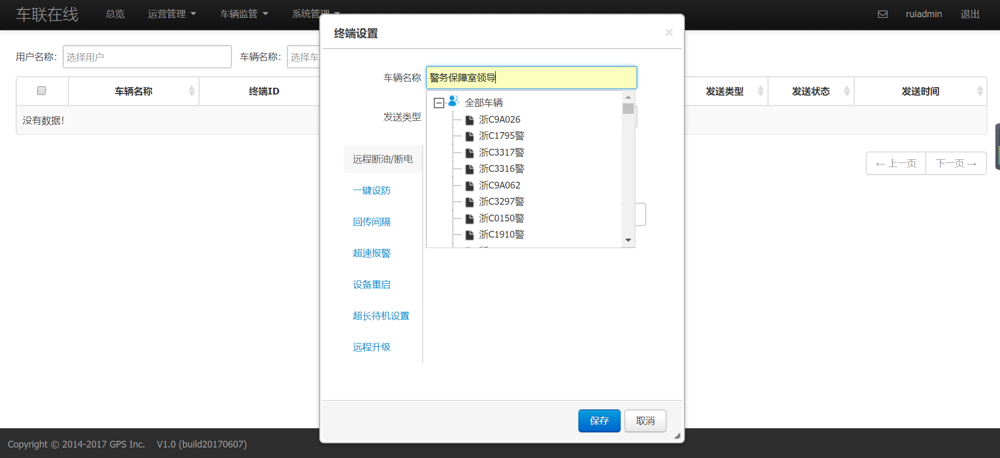 车联在线 总览 运营管理 车辆监管 系统管理 ruiadmin 退出
用户名称： 选择用户 车辆名称： 选择车
车辆名称 终端ID 发送类型 发送状态 发送时间
没有数据！
← 上一页 下一页 →
终端设置 ×
车辆名称 警务保障室领导
全部车辆
浙C9A026
浙C1795警
浙C3317警
浙C3316警
浙C9A062
浙C3297警
浙C0150警
浙C1910警
发送类型
远程断油/断电
一键设防
回传间隔
超速报警
设备重启
超长待机设置
远程升级
保存 取消
Copyright © 2014-2017 GPS Inc. V1.0 (build20170607)